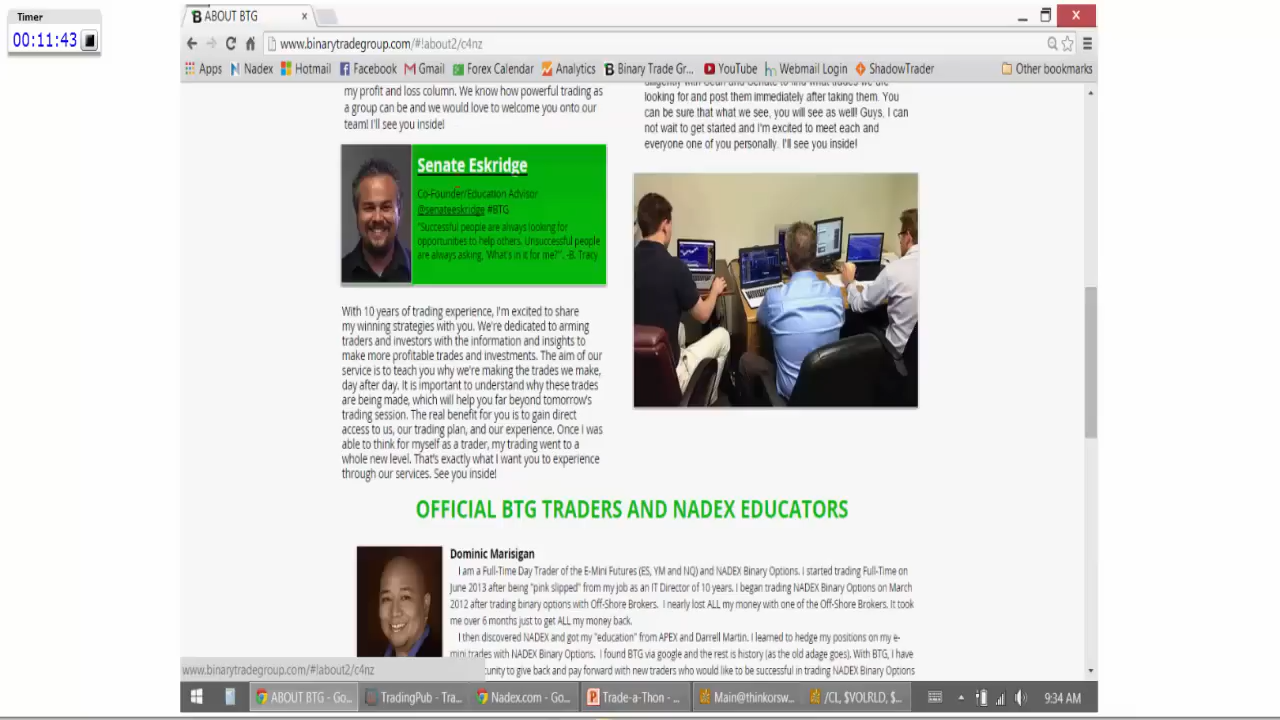 Timer
00:11:43
ABOUT BTG
www.binarytradegroup.com/#!about2/c4nz
Apps Nadex Hotmail Facebook Gmail Forex Calendar Analytics Binary Trade Gr... YouTube Webmail Login ShadowTrader Other bookmarks
my profit and loss column. We know how powerful trading as
a group can be and we would love to welcome you onto our
team! I'll see you inside!
Senate Eskridge
Co-Founder/Education Advisor
@senateeskridge #BTG
"Successful people are always looking for
opportunities to help others. Unsuccessful people
are always asking, 'What's in it for me?'". -B. Tracy
With 10 years of trading experience, I'm excited to share
my winning strategies with you. We're dedicated to arming
traders and investors with the information and insights to
make more profitable trades and investments. The aim of our
service is to teach you why we're making the trades we make,
day after day. It is important to understand why these trades
are being made, which will help you far beyond tomorrow's
trading session. The real benefit for you is to gain direct
access to us, our trading plan, and our experience. Once I was
able to think for myself as a trader, my trading went to a
whole new level. That's exactly what I want you to experience
through our services. See you inside!
looking for and post them immediately after taking them. You
can be sure that what we see, you will see as well! Guys, I can
not wait to get started and I'm excited to meet each and
everyone one of you personally. I'll see you inside!
OFFICIAL BTG TRADERS AND NADEX EDUCATORS
Dominic Marisigan
I am a Full-Time Day Trader of the E-Mini Futures (ES, YM and NQ) and NADEX Binary Options. I started trading Full-Time on
June 2013 after being "pink slipped" from my job as an IT Director of 10 years. I began trading NADEX Binary Options on March
2012 after trading binary options with Off-Shore Brokers. I nearly lost ALL my money with one of the Off-Shore Brokers. It took
me over 6 months just to get ALL my money back.
I then discovered NADEX and got my "education" from APEX and Darrell Martin. I learned to hedge my positions on my e-
mini trades with NADEX Binary Options. I found BTG via google and the rest is history (as the old adage goes). With BTG, I have
to give back and pay forward with new traders who would like to be successful in trading NADEX Binary Options
www.binarytradegroup.com/#!about2/c4nz
ABOUT BTG - Go... TradingPub - Tra... Nadex.com - Goo... Trade-a-Thon - ... Main@thinkorsw... /CL, $VOLRLD, $... 9:34 AM